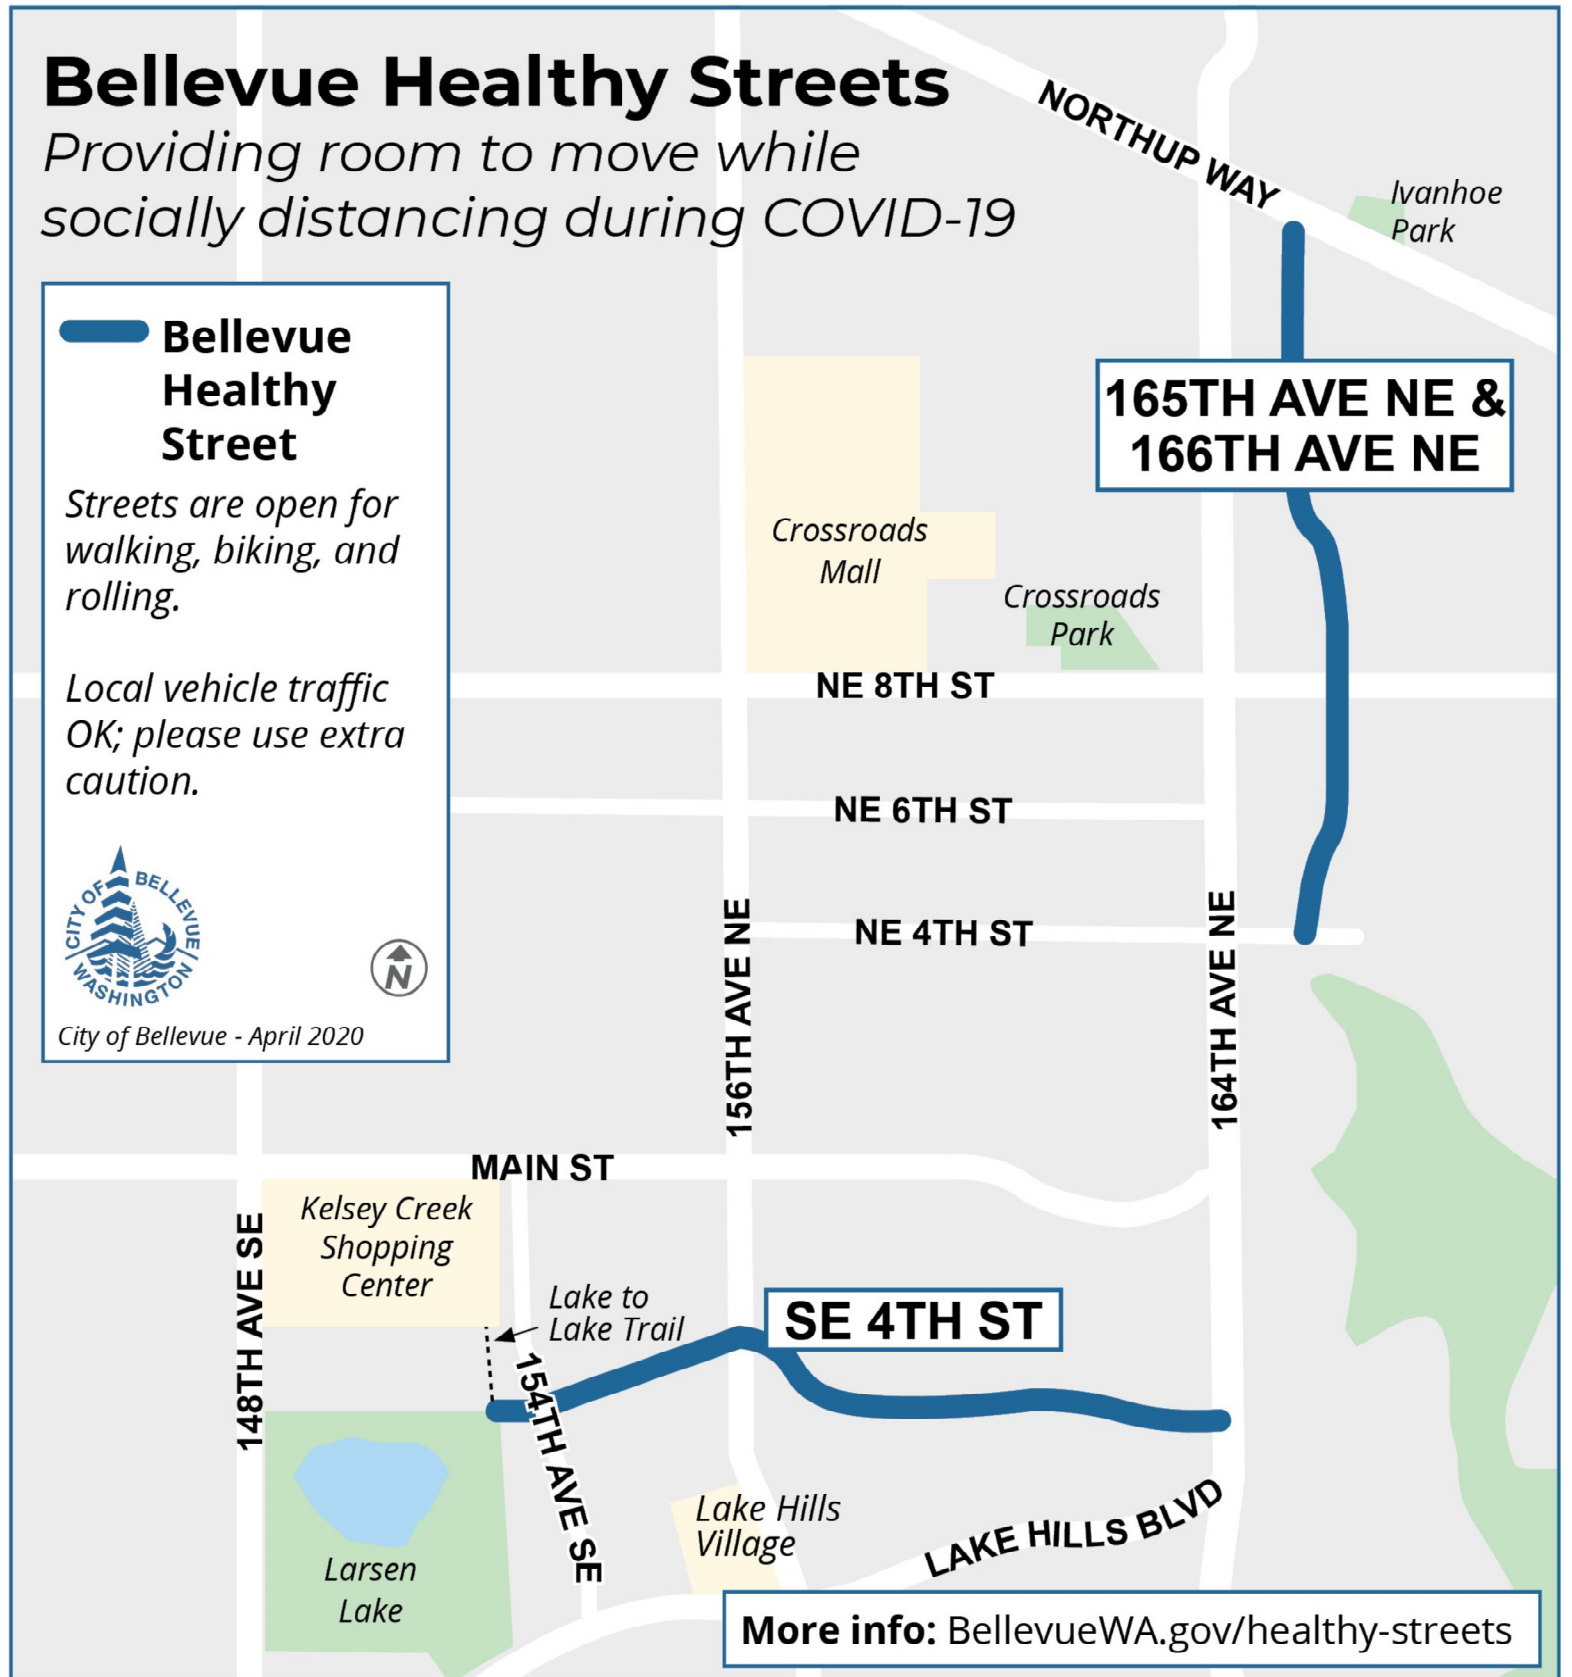 Bellevue Healthy Streets
Providing room to move while
socially distancing during COVID-19
NORTHUP WAY
Ivanhoe
Park
Bellevue
Healthy
Street
Streets are open for
walking, biking, and
rolling.
Local vehicle traffic
OK; please use extra
caution.
CITY OF BELLEVUE
WASHINGTON
N
City of Bellevue - April 2020
165TH AVE NE &
166TH AVE NE
Crossroads
Mall
Crossroads
Park
NE 8TH ST
NE 6TH ST
NE 4TH ST
156TH AVE NE
164TH AVE NE
MAIN ST
148TH AVE SE
Kelsey Creek
Shopping
Center
Lake to
Lake Trail
SE 4TH ST
154TH AVE SE
Larsen
Lake
Lake Hills
Village
LAKE HILLS BLVD
More info: BellevueWA.gov/healthy-streets